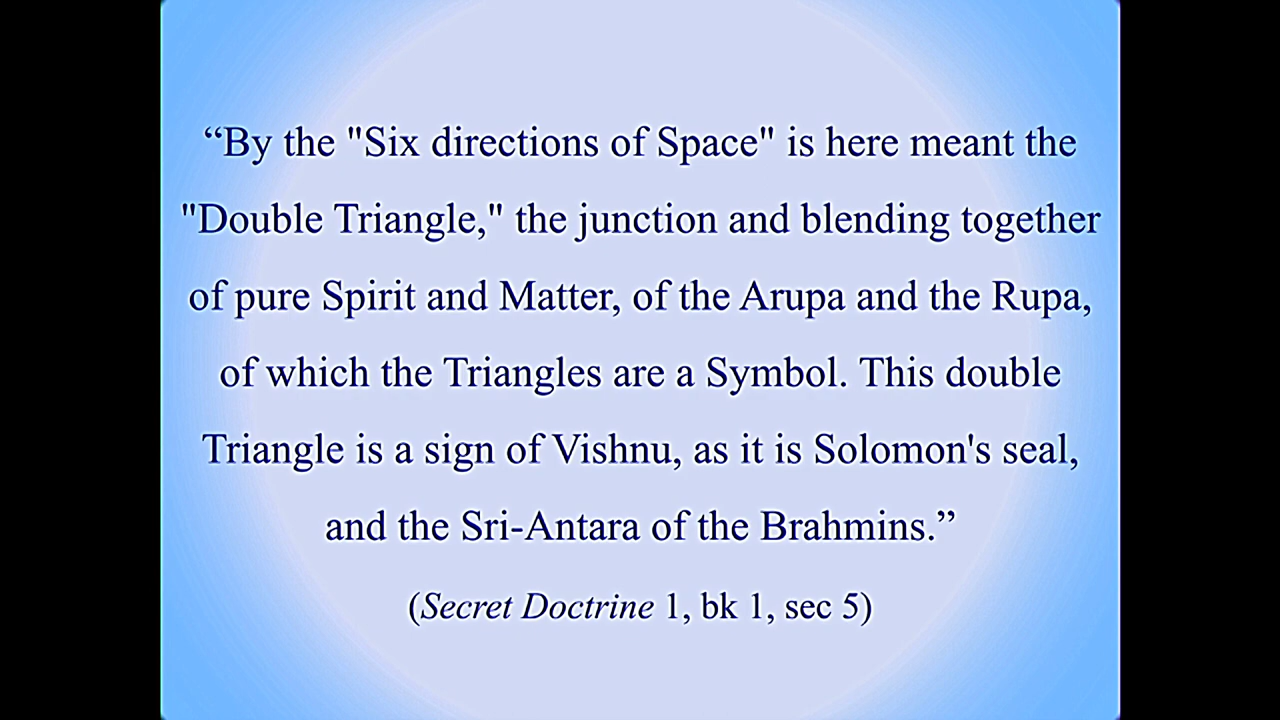 “By the "Six directions of Space" is here meant the
"Double Triangle," the junction and blending together
of pure Spirit and Matter, of the Arupa and the Rupa,
of which the Triangles are a Symbol. This double
Triangle is a sign of Vishnu, as it is Solomon's seal,
and the Sri-Antara of the Brahmins.”
(Secret Doctrine 1, bk 1, sec 5)